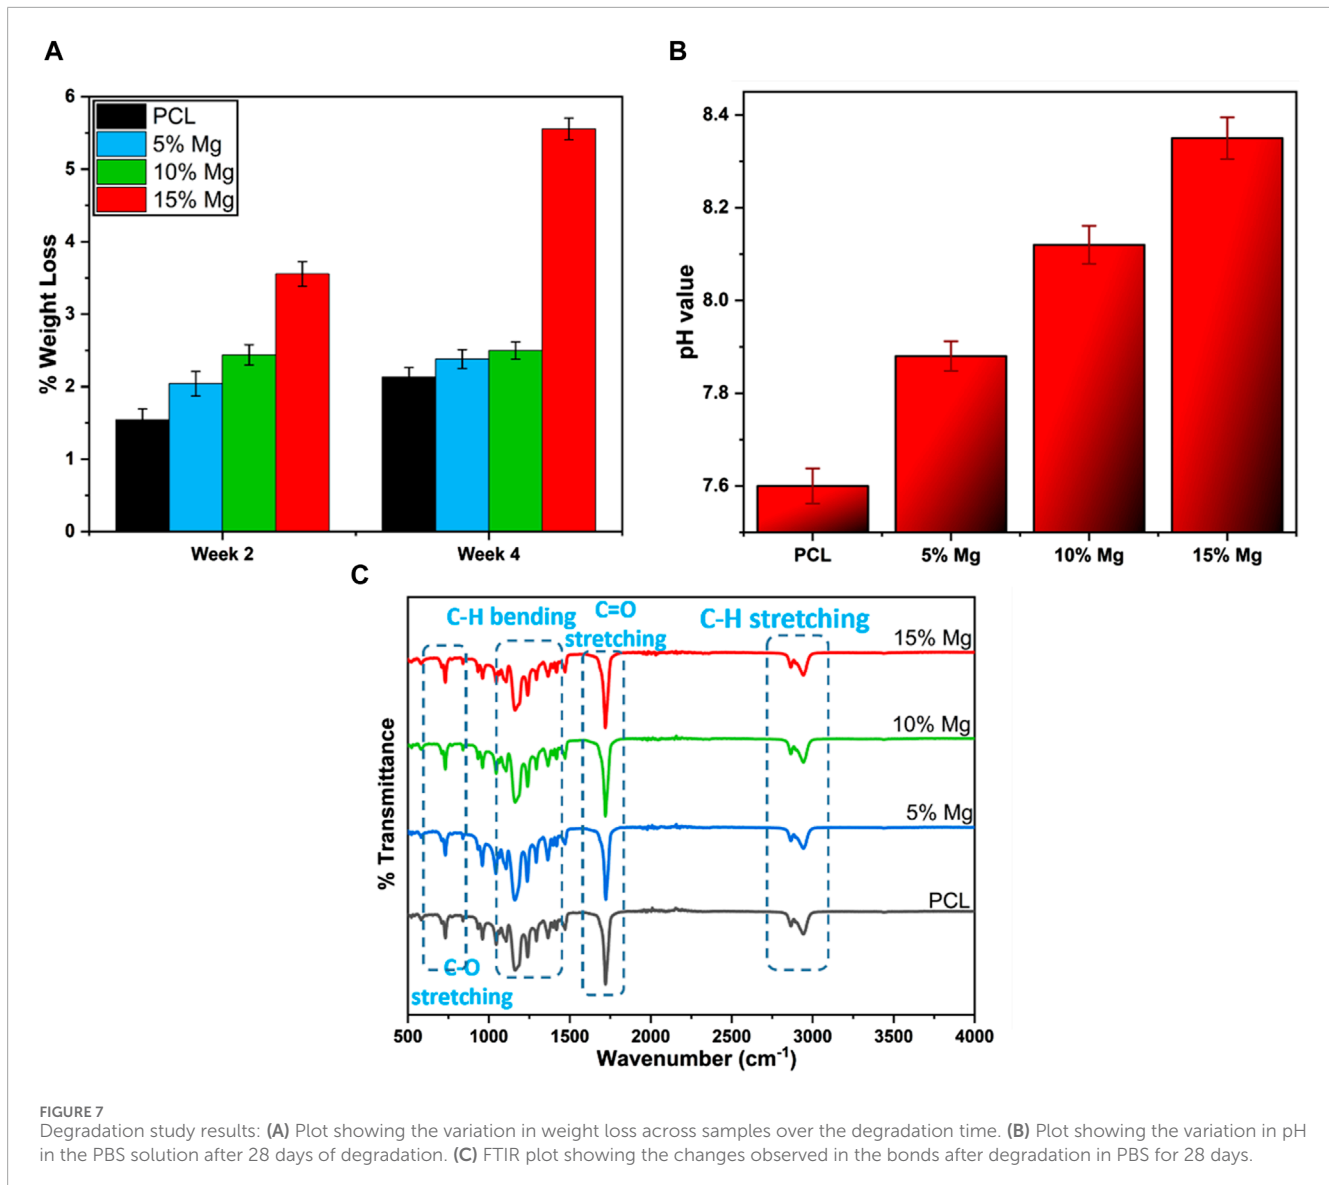 A
% Weight Loss
6
5
4
3
2
1
0
PCL
5% Mg
10% Mg
15% Mg
Week 2
Week 4
B
pH value
8.4
8.2
8.0
7.8
7.6
PCL
5% Mg
10% Mg
15% Mg
C
% Transmittance
C-H bending
C=O
stretching
C-H stretching
15% Mg
10% Mg
5% Mg
PCL
C-O
stretching
500
1000
1500
2000
2500
3000
3500
4000
Wavenumber (cm-1)
FIGURE 7
Degradation study results: (A) Plot showing the variation in weight loss across samples over the degradation time. (B) Plot showing the variation in pH
in the PBS solution after 28 days of degradation. (C) FTIR plot showing the changes observed in the bonds after degradation in PBS for 28 days.